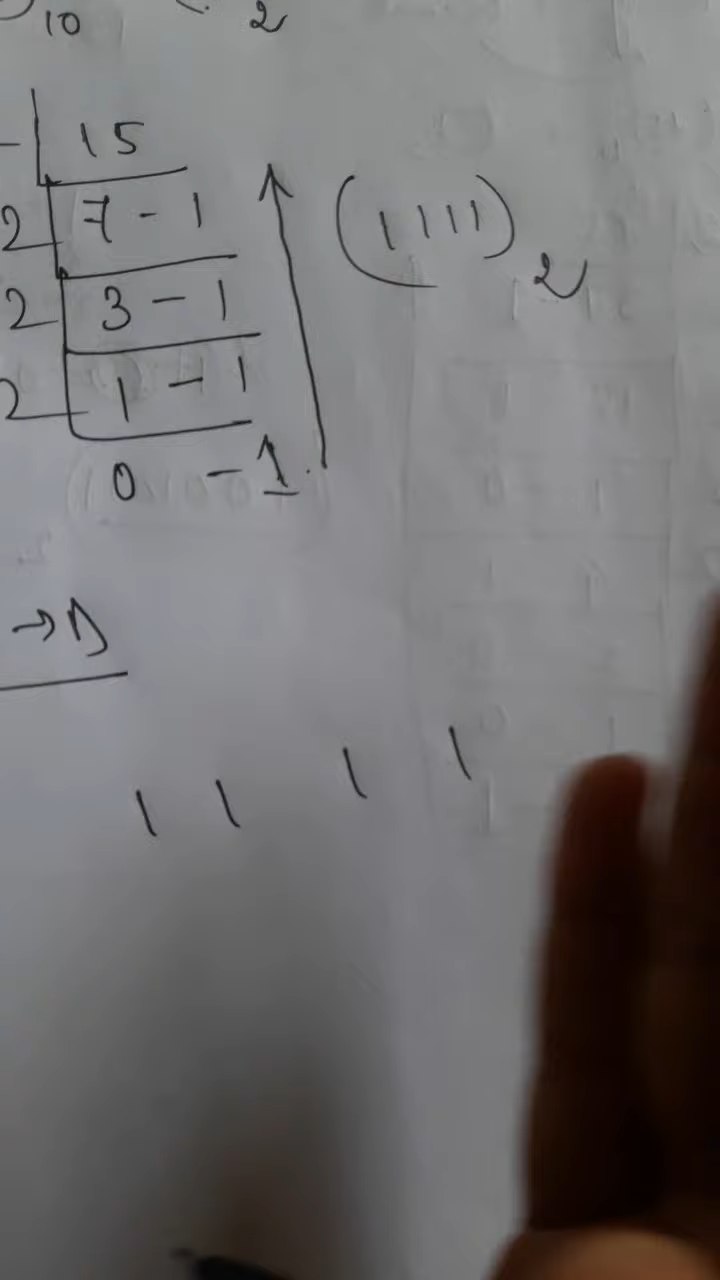 10 2
15
2 7 - 1 (1111)2
2 3 - 1
2 1 - 1
0 - 1
→D
1 1 1 1